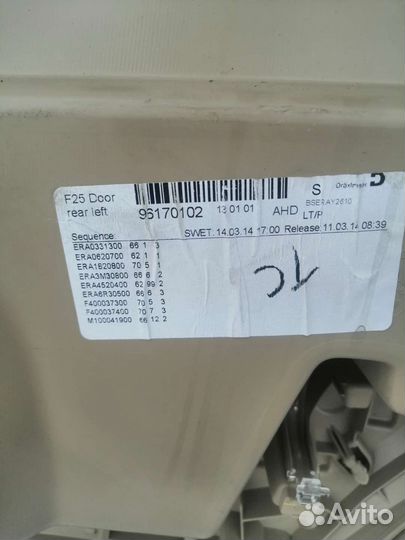 F25 Door
rear left
96170102 13 01 01 AHD
S
Draexlmaier
D
BSERAY2610
LT/P
Sequence:
SWET. 14.03.14 17:00 Release: 11.03.14 08:39
ERA0331300 66 1 3
ERA0620700 62 1 1
ERA1820800 70 5 1
ERA3M30800 66 6 2
ERA4520400 62 99 2
ERA6R30500 66 6 3
F400037300 70 5 3
F400037400 70 7 3
M100041900 66 12 2
Avito